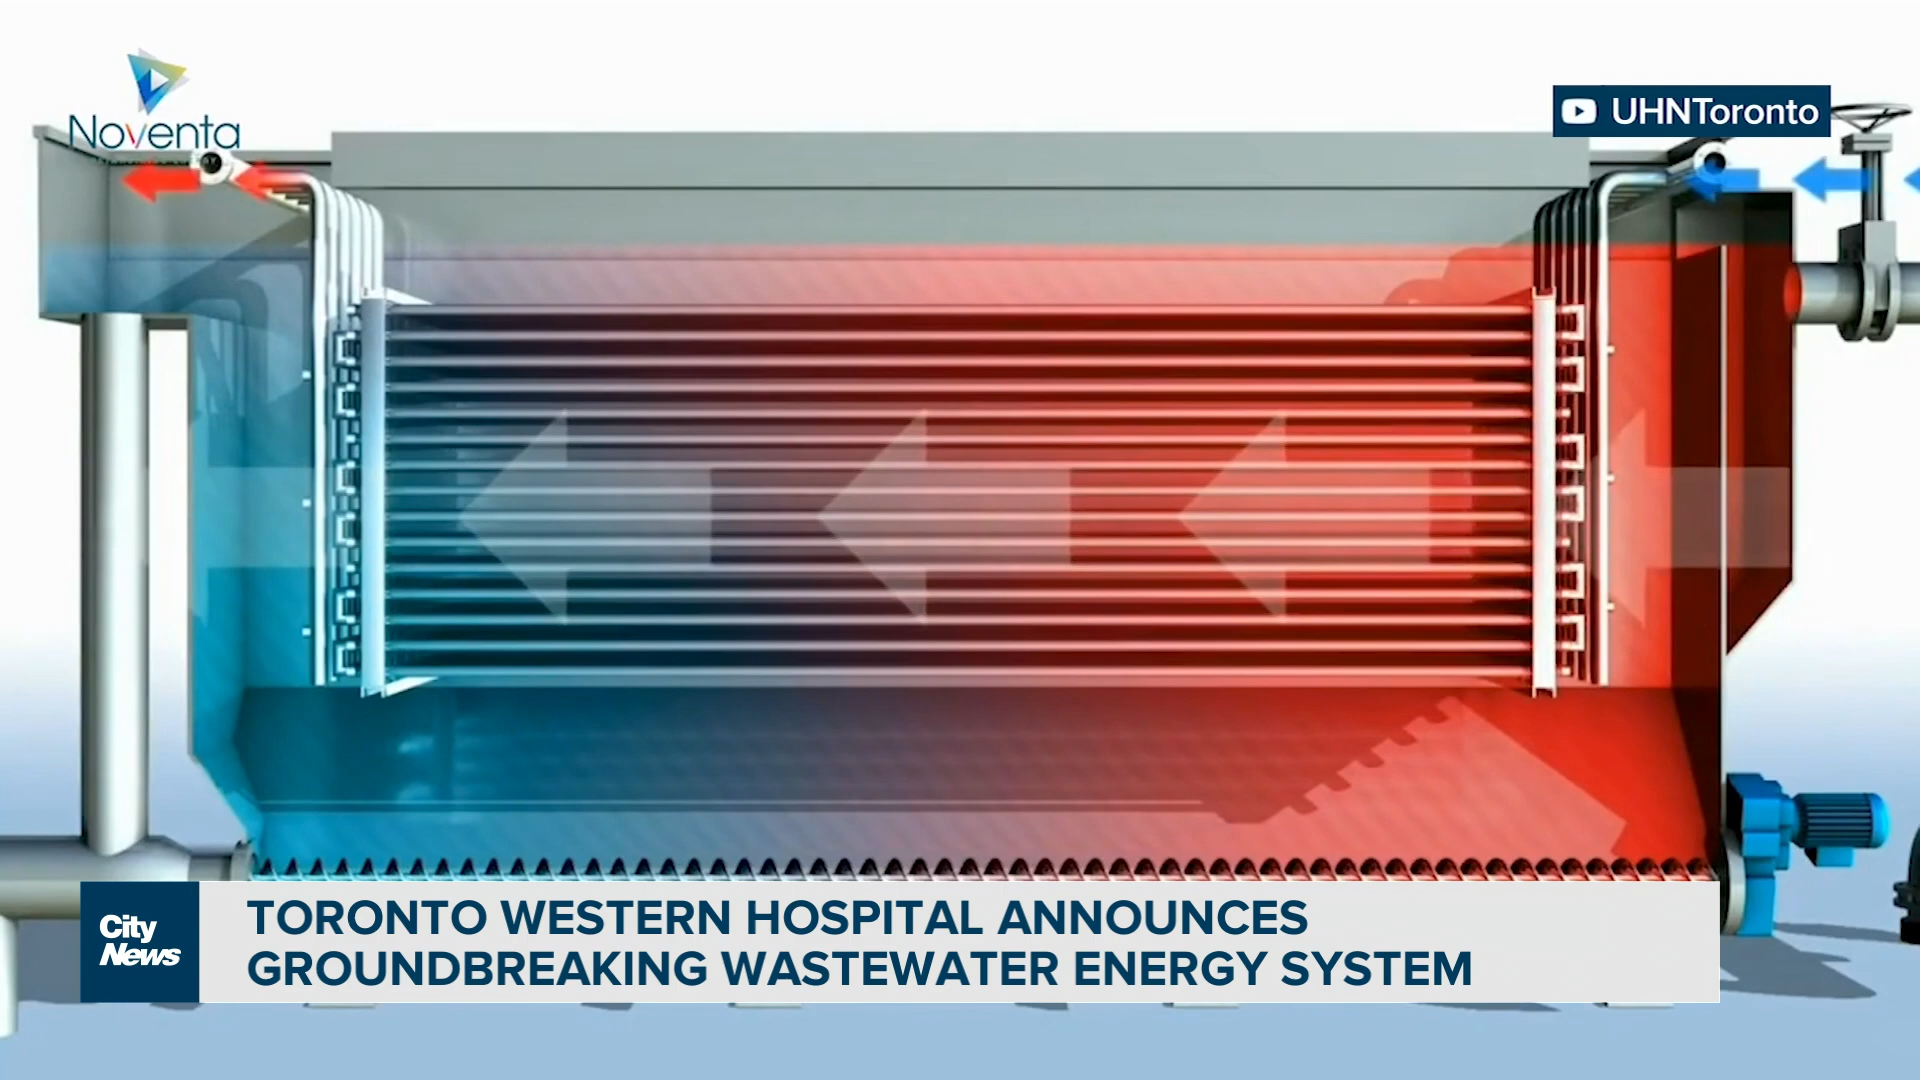 Noventa
UHNToronto
City
News
TORONTO WESTERN HOSPITAL ANNOUNCES
GROUNDBREAKING WASTEWATER ENERGY SYSTEM